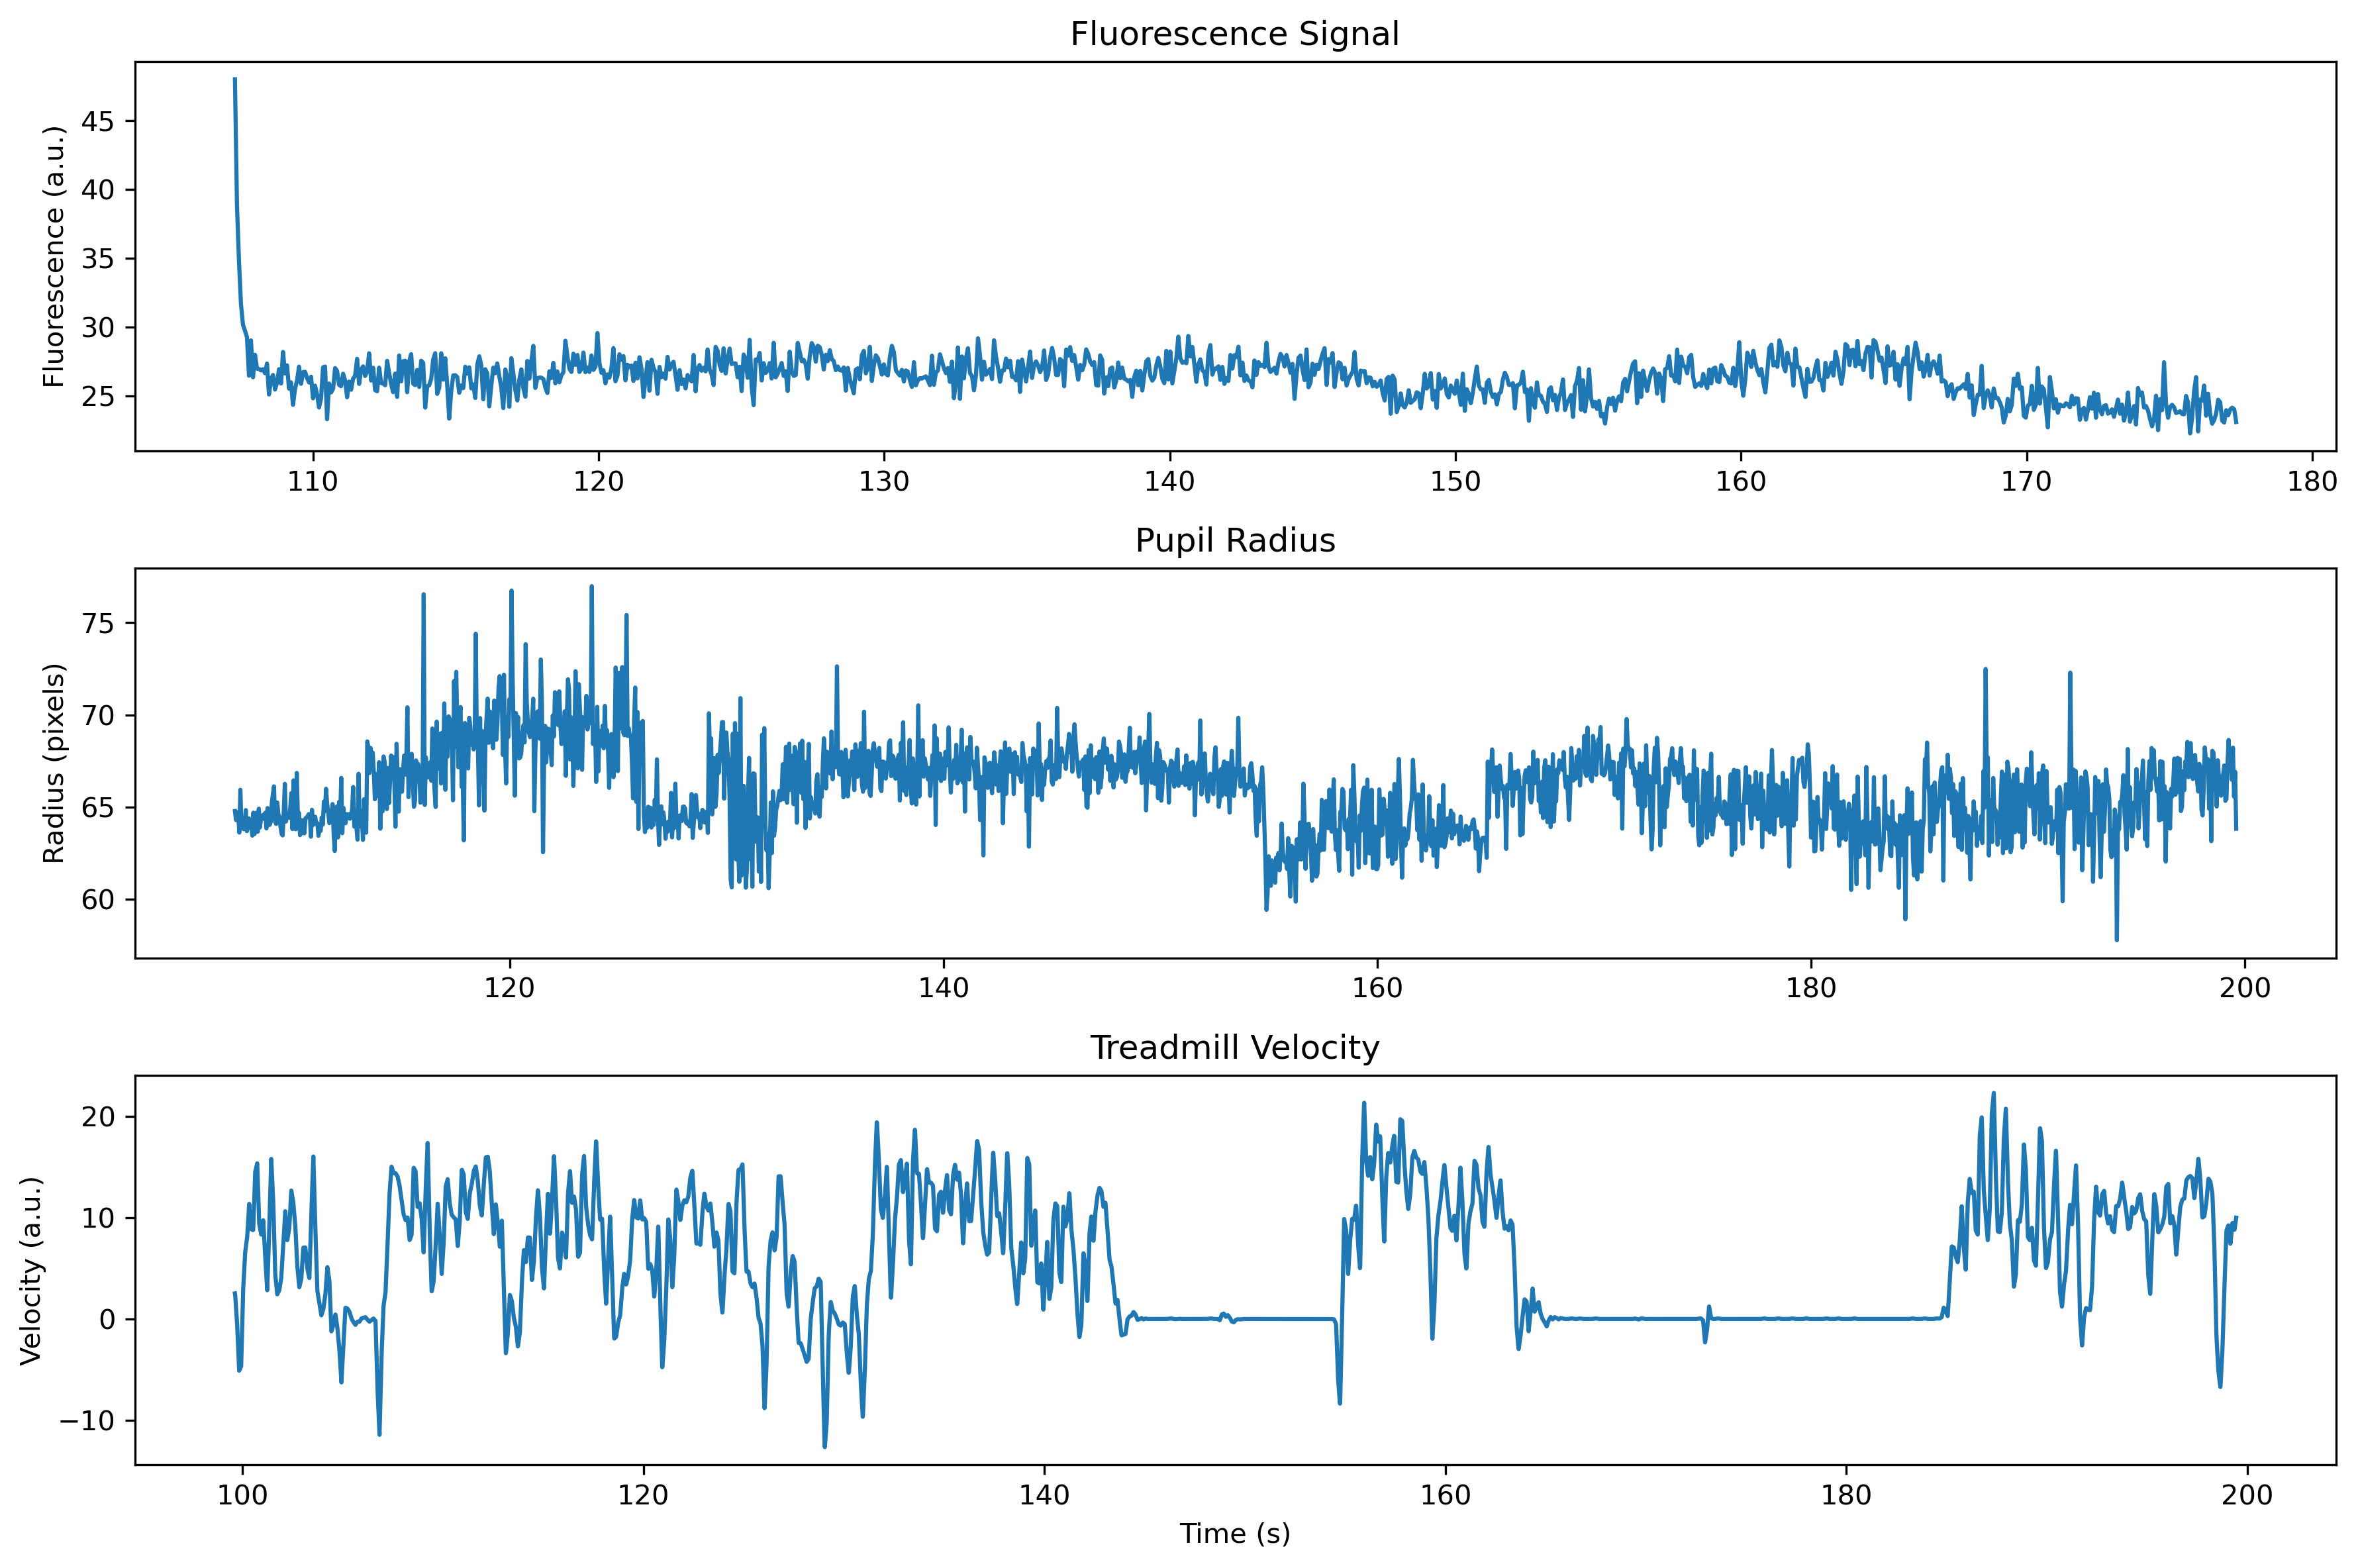 Fluorescence Signal
Fluorescence (a.u.)
45
40
35
30
25
110 120 130 140 150 160 170 180
Pupil Radius
Radius (pixels)
75
70
65
60
120 140 160 180 200
Treadmill Velocity
Velocity (a.u.)
20
10
0
−10
100 120 140 160 180 200
Time (s)